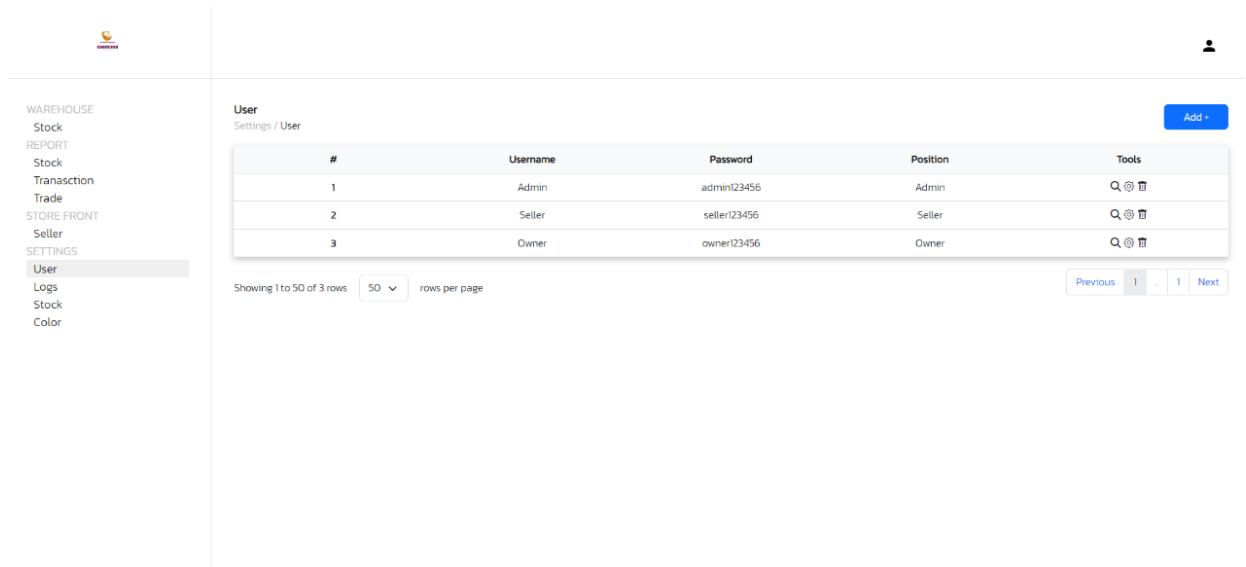 WAREHOUSE
Stock
REPORT
Stock
Tranasction
Trade
STORE FRONT
Seller
SETTINGS
User
Logs
Stock
Color
User
Settings / User
Add +
# Username Password Position Tools
1 Admin admin123456 Admin
2 Seller seller123456 Seller
3 Owner owner123456 Owner
Showing 1 to 50 of 3 rows 50 rows per page
Previous 1 .. 1 Next